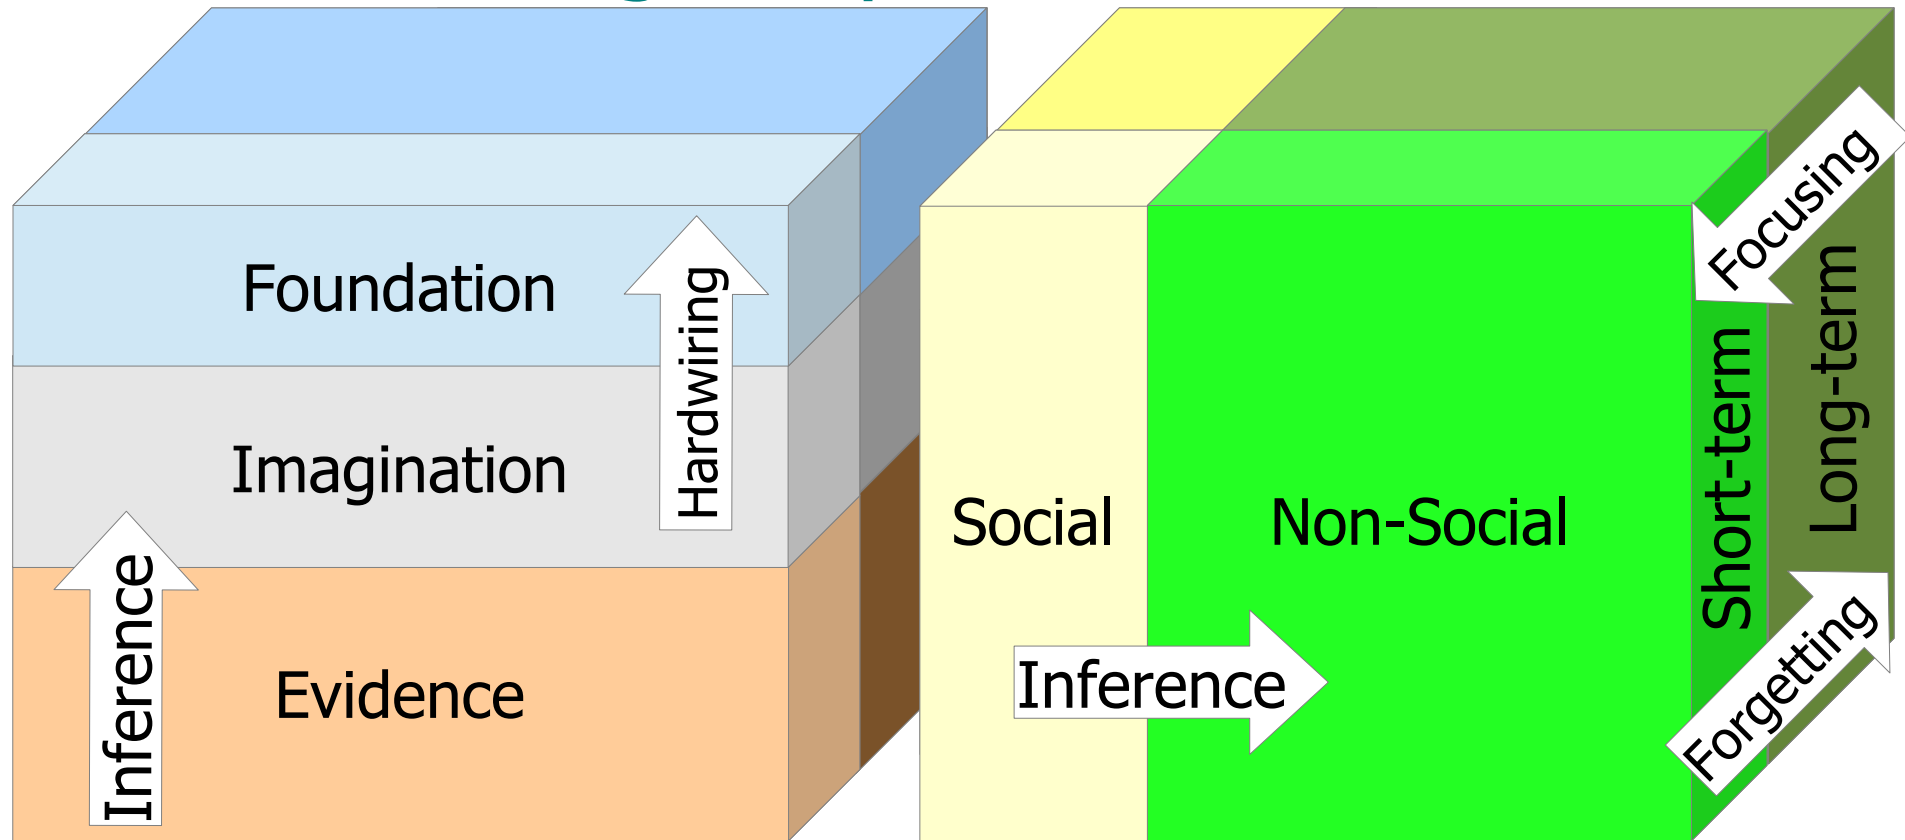 Foundation
Hardwiring
Imagination
Inference
Evidence
Social
Non-Social
Inference
Short-term
Long-term
Focusing
Forgetting